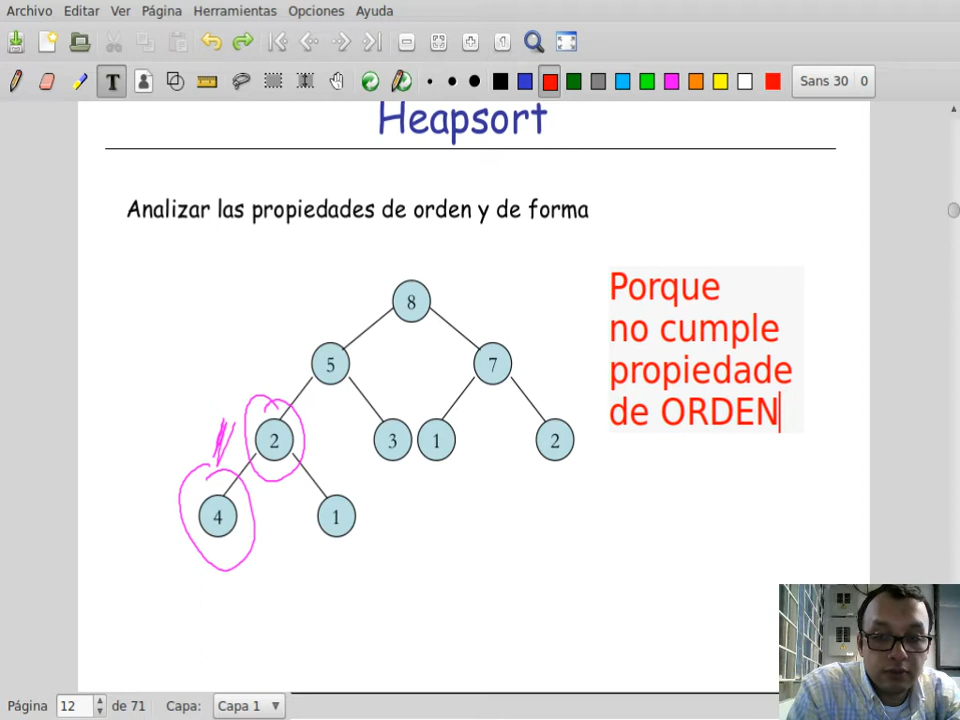 Archivo Editar Ver Página Herramientas Opciones Ayuda
T
Sans 30 0
Heapsort
Analizar las propiedades de orden y de forma
8
5 7
2 3 1 2
4 1
Porque
no cumple
propiedade
de ORDEN
Página 12 de 71 Capa: Capa 1